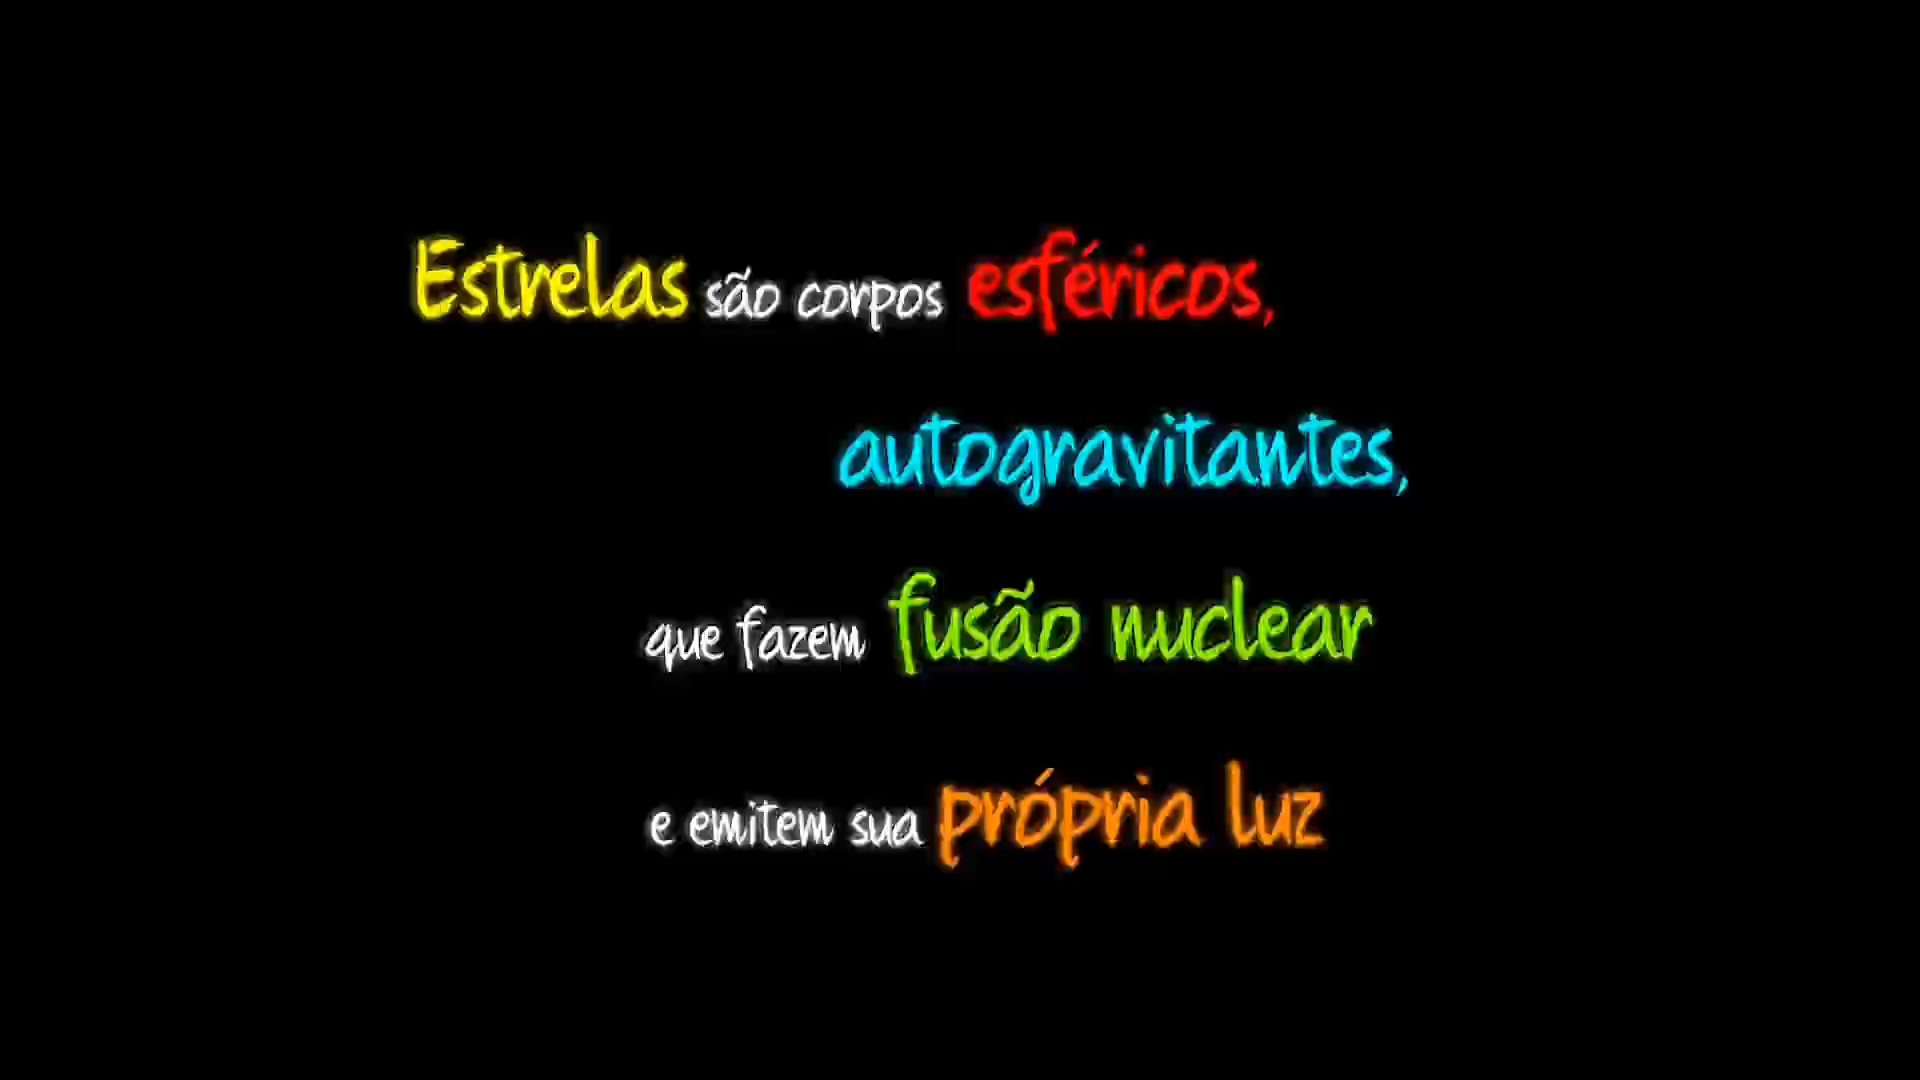 Estrelas são corpos esféricos,
autogravitantes,
que fazem fusão nuclear
e emitem sua própria luz